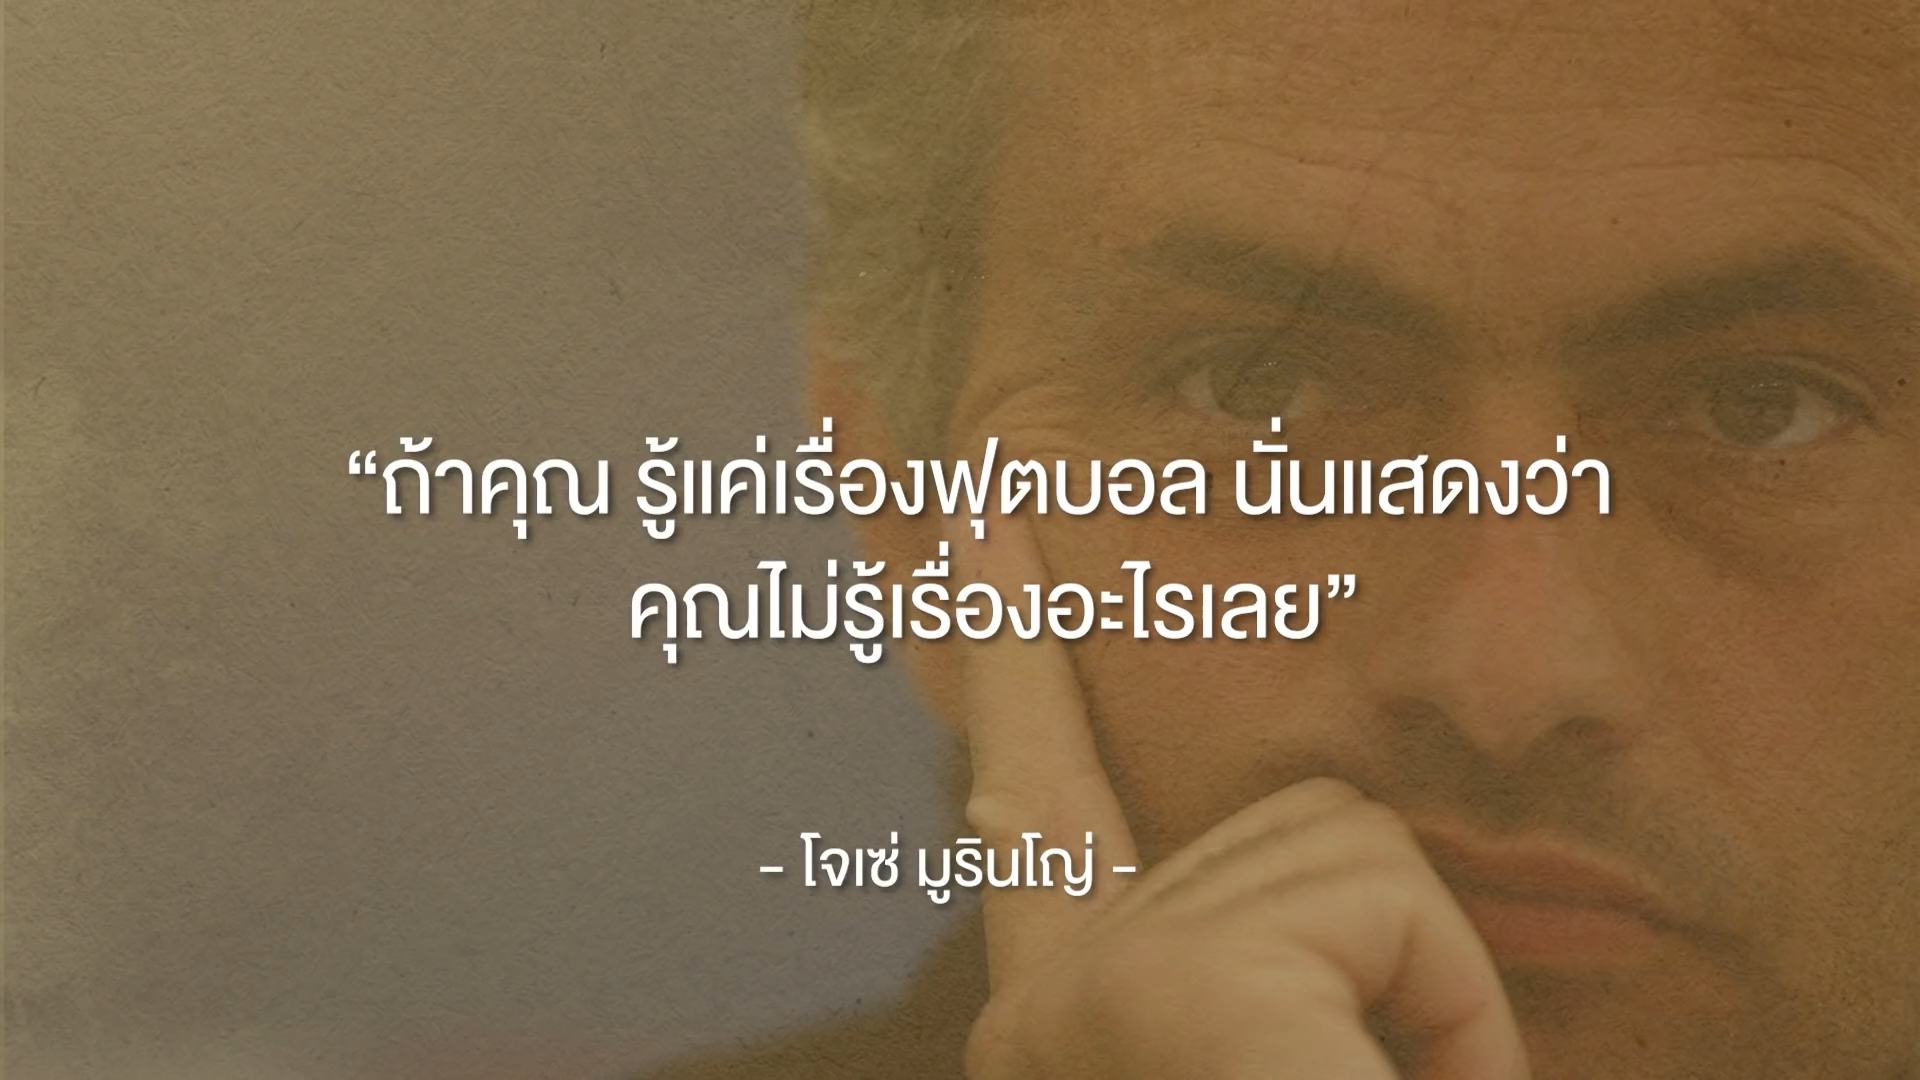 “ถ้าคุณ รู้แค่เรื่องฟุตบอล นั่นแสดงว่า
คุณไม่รู้เรื่องอะไรเลย”
- โจเซ่ มูรินโญ่ -